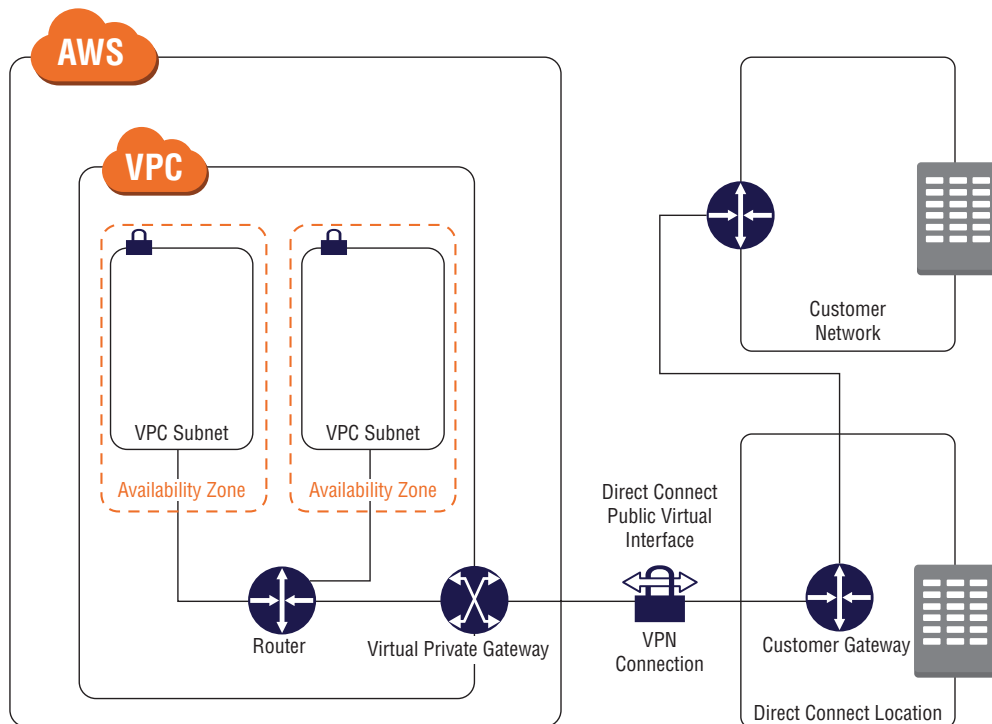 AWS
VPC
VPC Subnet
VPC Subnet
Availability Zone
Availability Zone
Router
Virtual Private Gateway
Direct Connect
Public Virtual
Interface
VPN
Connection
Customer
Network
Customer Gateway
Direct Connect Location